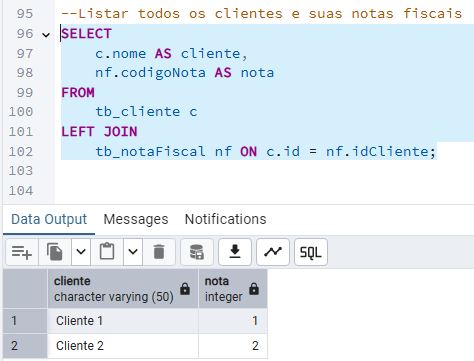 95 --Listar todos os clientes e suas notas fiscais
96 SELECT
97 c.nome AS cliente,
98 nf.codigoNota AS nota
99 FROM
100 tb_cliente c
101 LEFT JOIN
102 tb_notaFiscal nf ON c.id = nf.idCliente;
103
104
Data Output Messages Notifications
SQL
cliente nota
character varying (50) integer
1 Cliente 1 1
2 Cliente 2 2